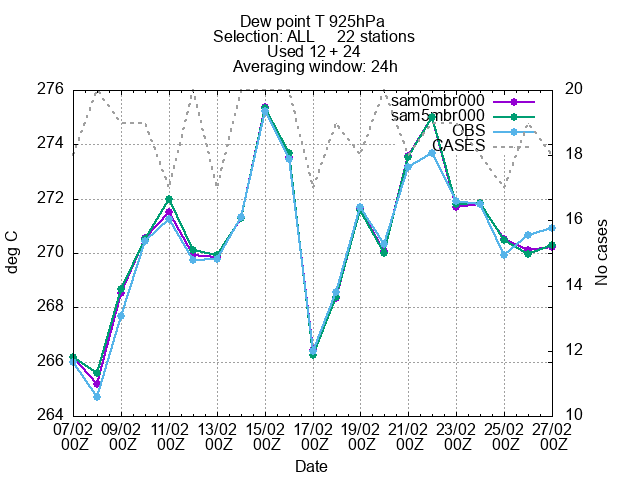 Dew point T 925hPa
Selection: ALL 22 stations
Used 12 + 24
Averaging window: 24h
276
274
272
270
268
266
264
20
18
16
14
12
10
sam0mbr000
sam5mbr000
OBS
CASES
deg C
No cases
07/02 09/02 11/02 13/02 15/02 17/02 19/02 21/02 23/02 25/02 27/02
00Z 00Z 00Z 00Z 00Z 00Z 00Z 00Z 00Z 00Z 00Z
Date